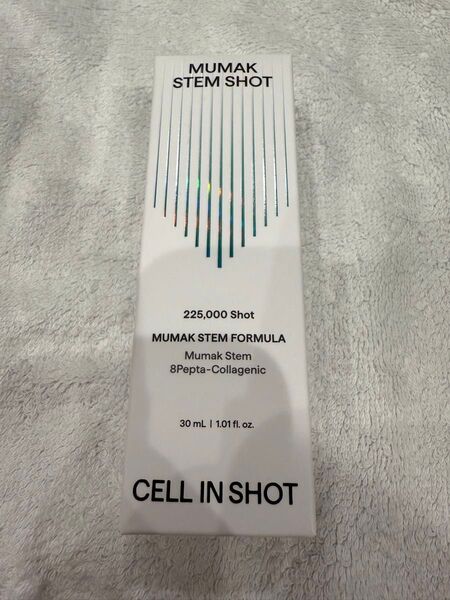 MUMAK
STEM SHOT
225,000 Shot
MUMAK STEM FORMULA
Mumak Stem
8Pepta-Collagenic
30 mL | 1.01 fl. oz.
CELL IN SHOT